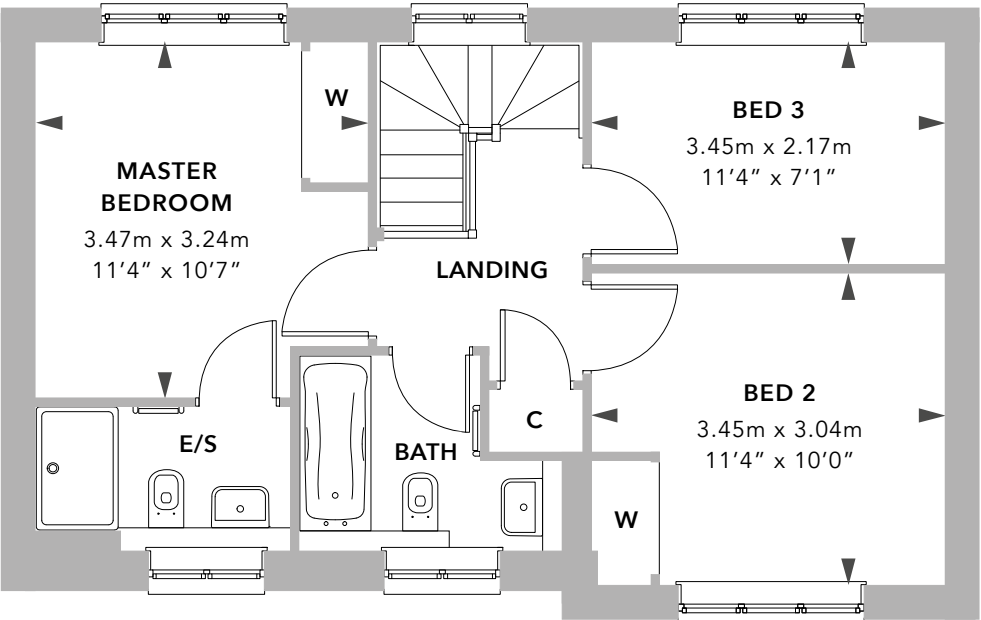 MASTER
BEDROOM
3.47m x 3.24m
11’4” x 10’7”
W
BED 3
3.45m x 2.17m
11’4” x 7’1”
LANDING
BED 2
3.45m x 3.04m
11’4” x 10’0”
E/S
BATH
C
W